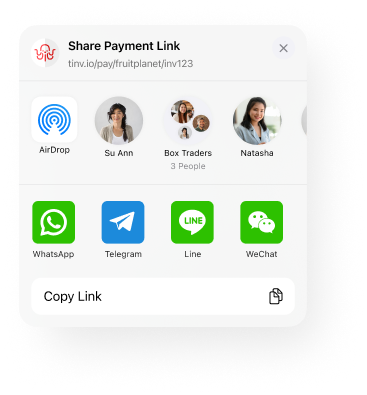 Share Payment Link
tinv.io/pay/fruitplanet/inv123
AirDrop
Su Ann
Box Traders
3 People
Natasha
WhatsApp
Telegram
LINE
Line
WeChat
Copy Link